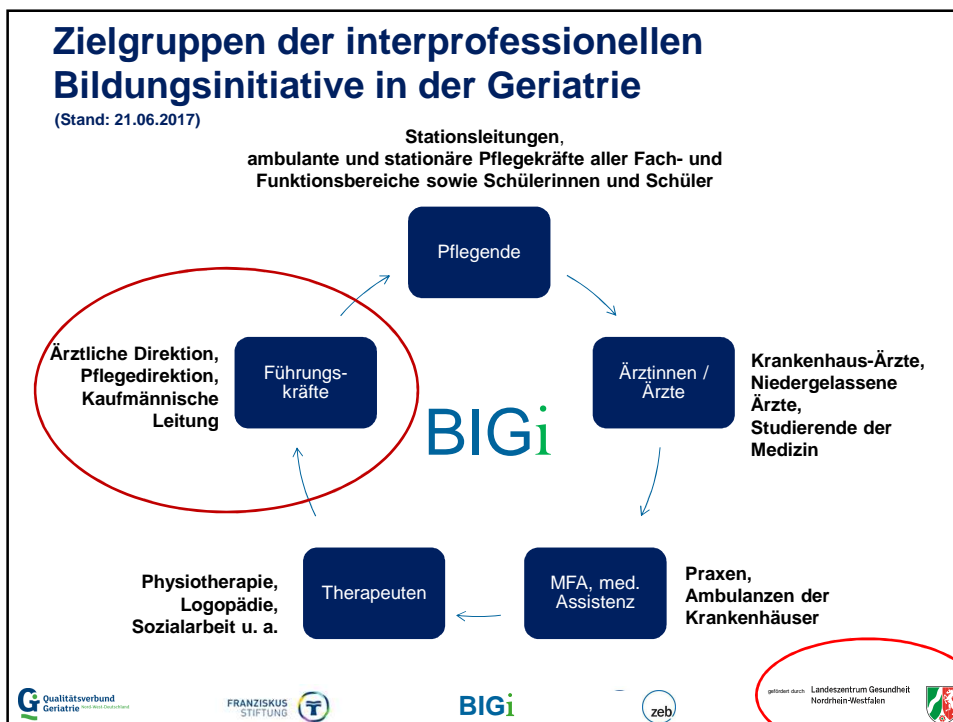 Zielgruppen der interprofessionellen
Bildungsinitiative in der Geriatrie
(Stand: 21.06.2017)
Stationsleitungen,
ambulante und stationäre Pflegekräfte aller Fach- und
Funktionsbereiche sowie Schülerinnen und Schüler
Pflegende
Ärztliche Direktion,
Pflegedirektion,
Kaufmännische
Leitung
Führungs-
kräfte
BIGi
Ärztinnen /
Ärzte
Krankenhaus-Ärzte,
Niedergelassene
Ärzte,
Studierende der
Medizin
Physiotherapie,
Logopädie,
Sozialarbeit u. a.
Therapeuten
MFA, med.
Assistenz
Praxen,
Ambulanzen der
Krankenhäuser
Qualitätsverbund
Geriatrie Nord-West-Deutschland
FRANZISKUS
STIFTUNG
BIGi
zeb
gefördert durch Landeszentrum Gesundheit
Nordrhein-Westfalen